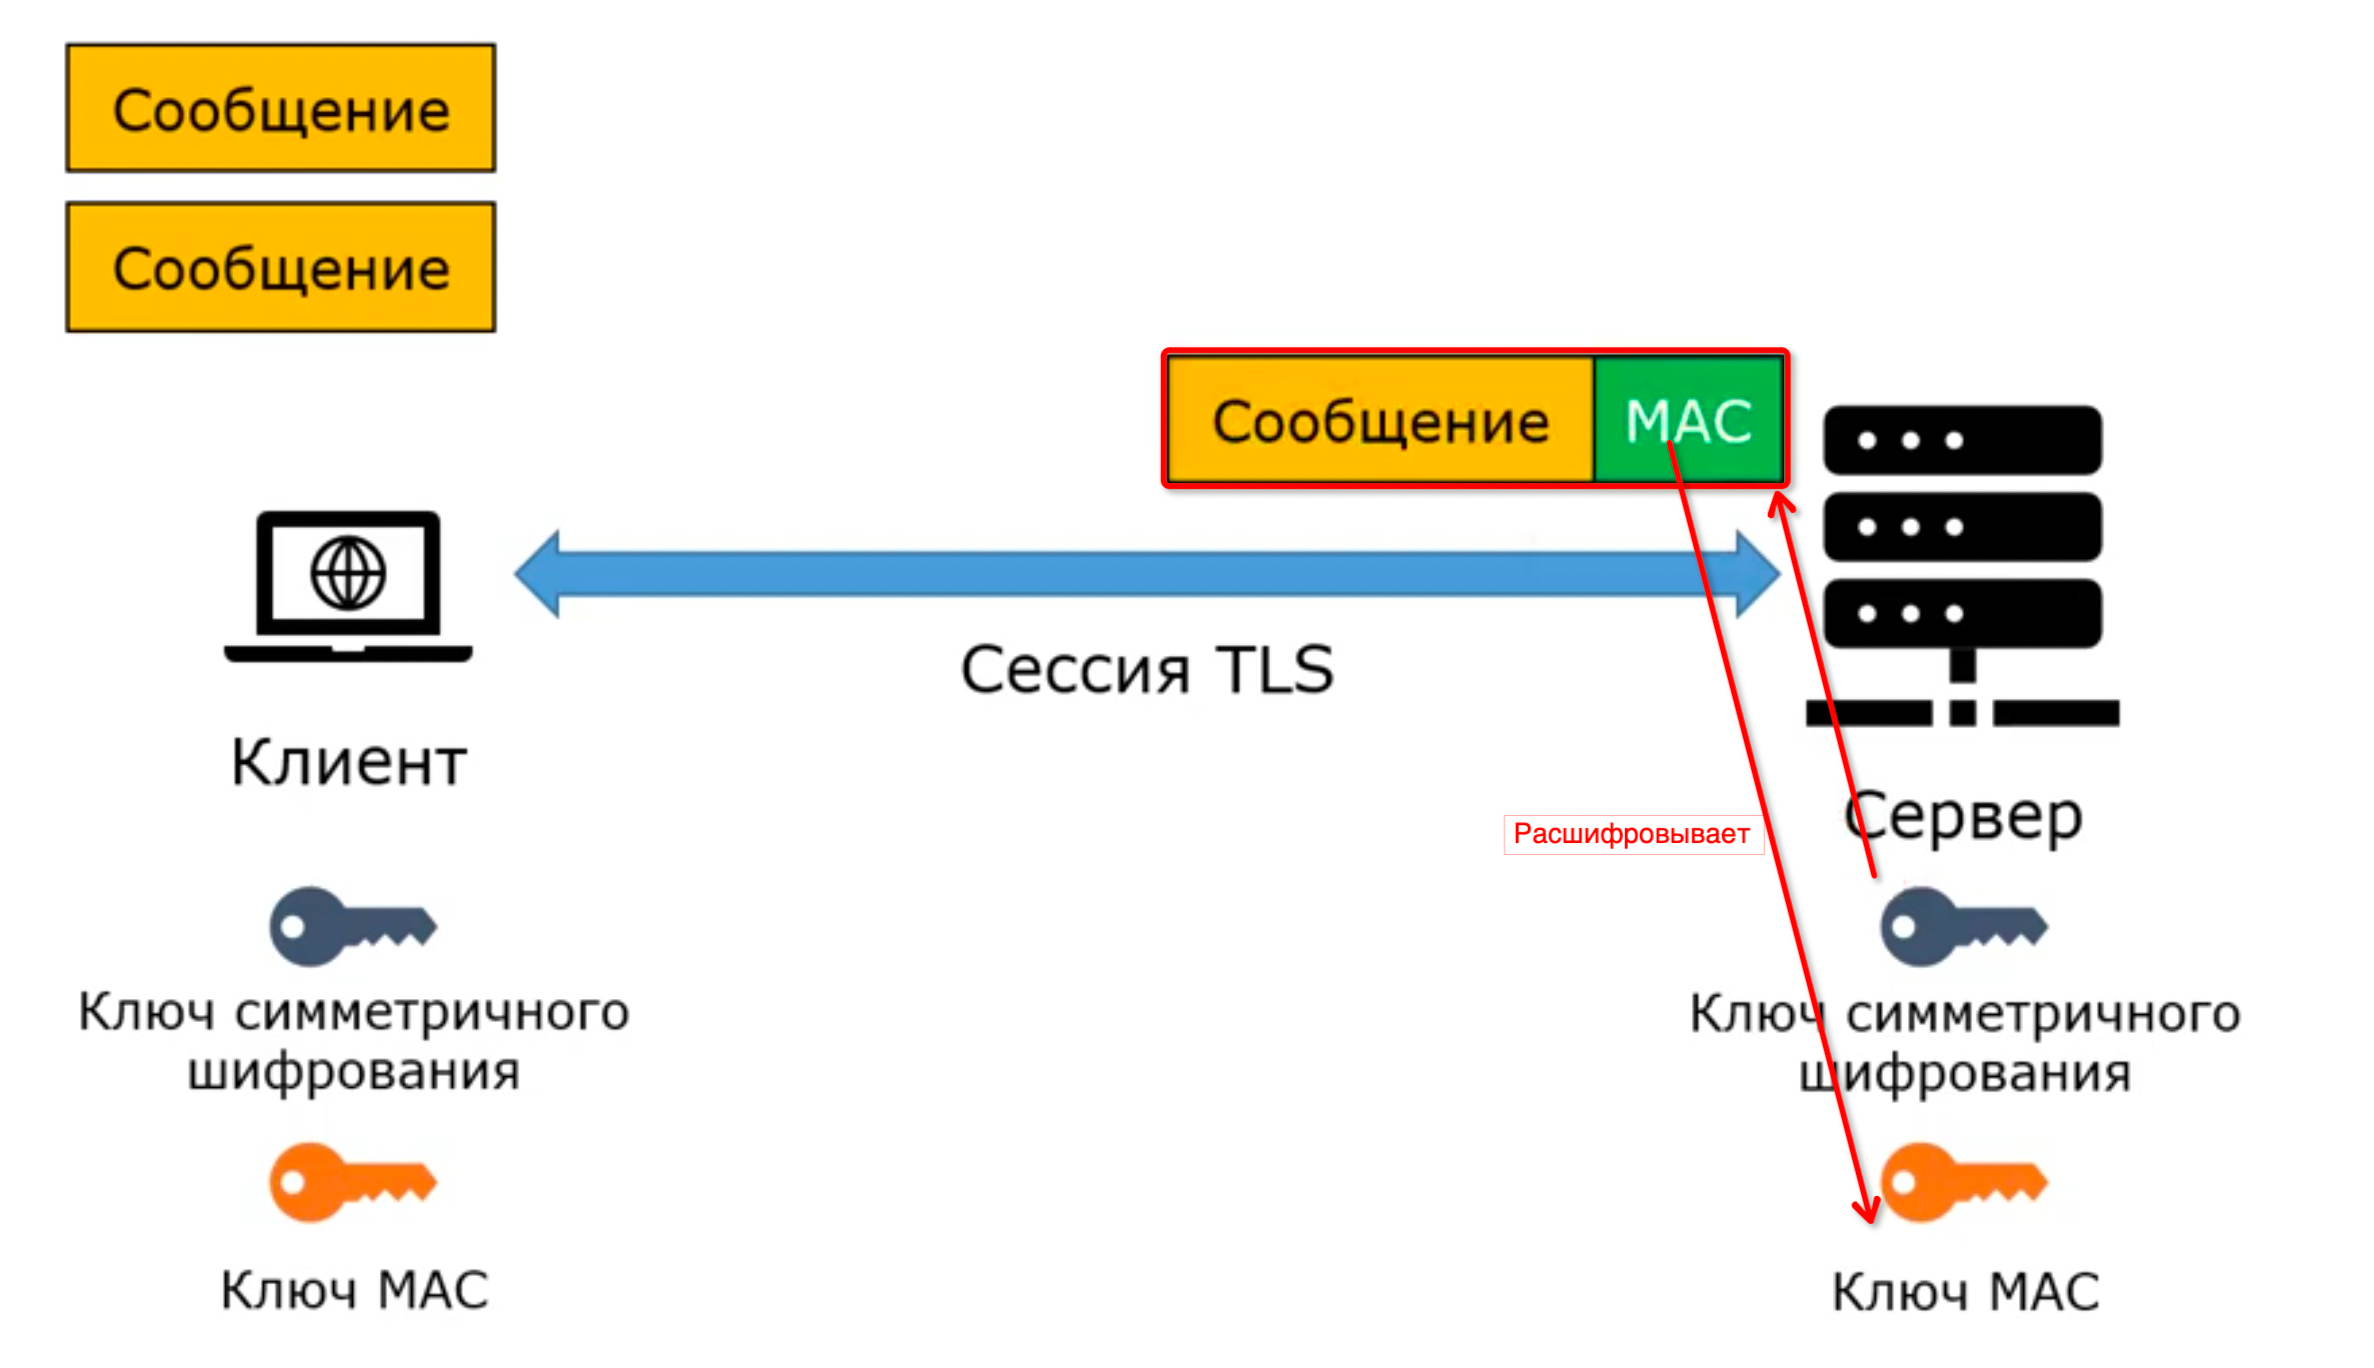 Сообщение
Сообщение
Сообщение MAC
Сессия TLS
Клиент
Расшифровывает
Сервер
Ключ симметричного
шифрования
Ключ симметричного
шифрования
Ключ MAC
Ключ MAC